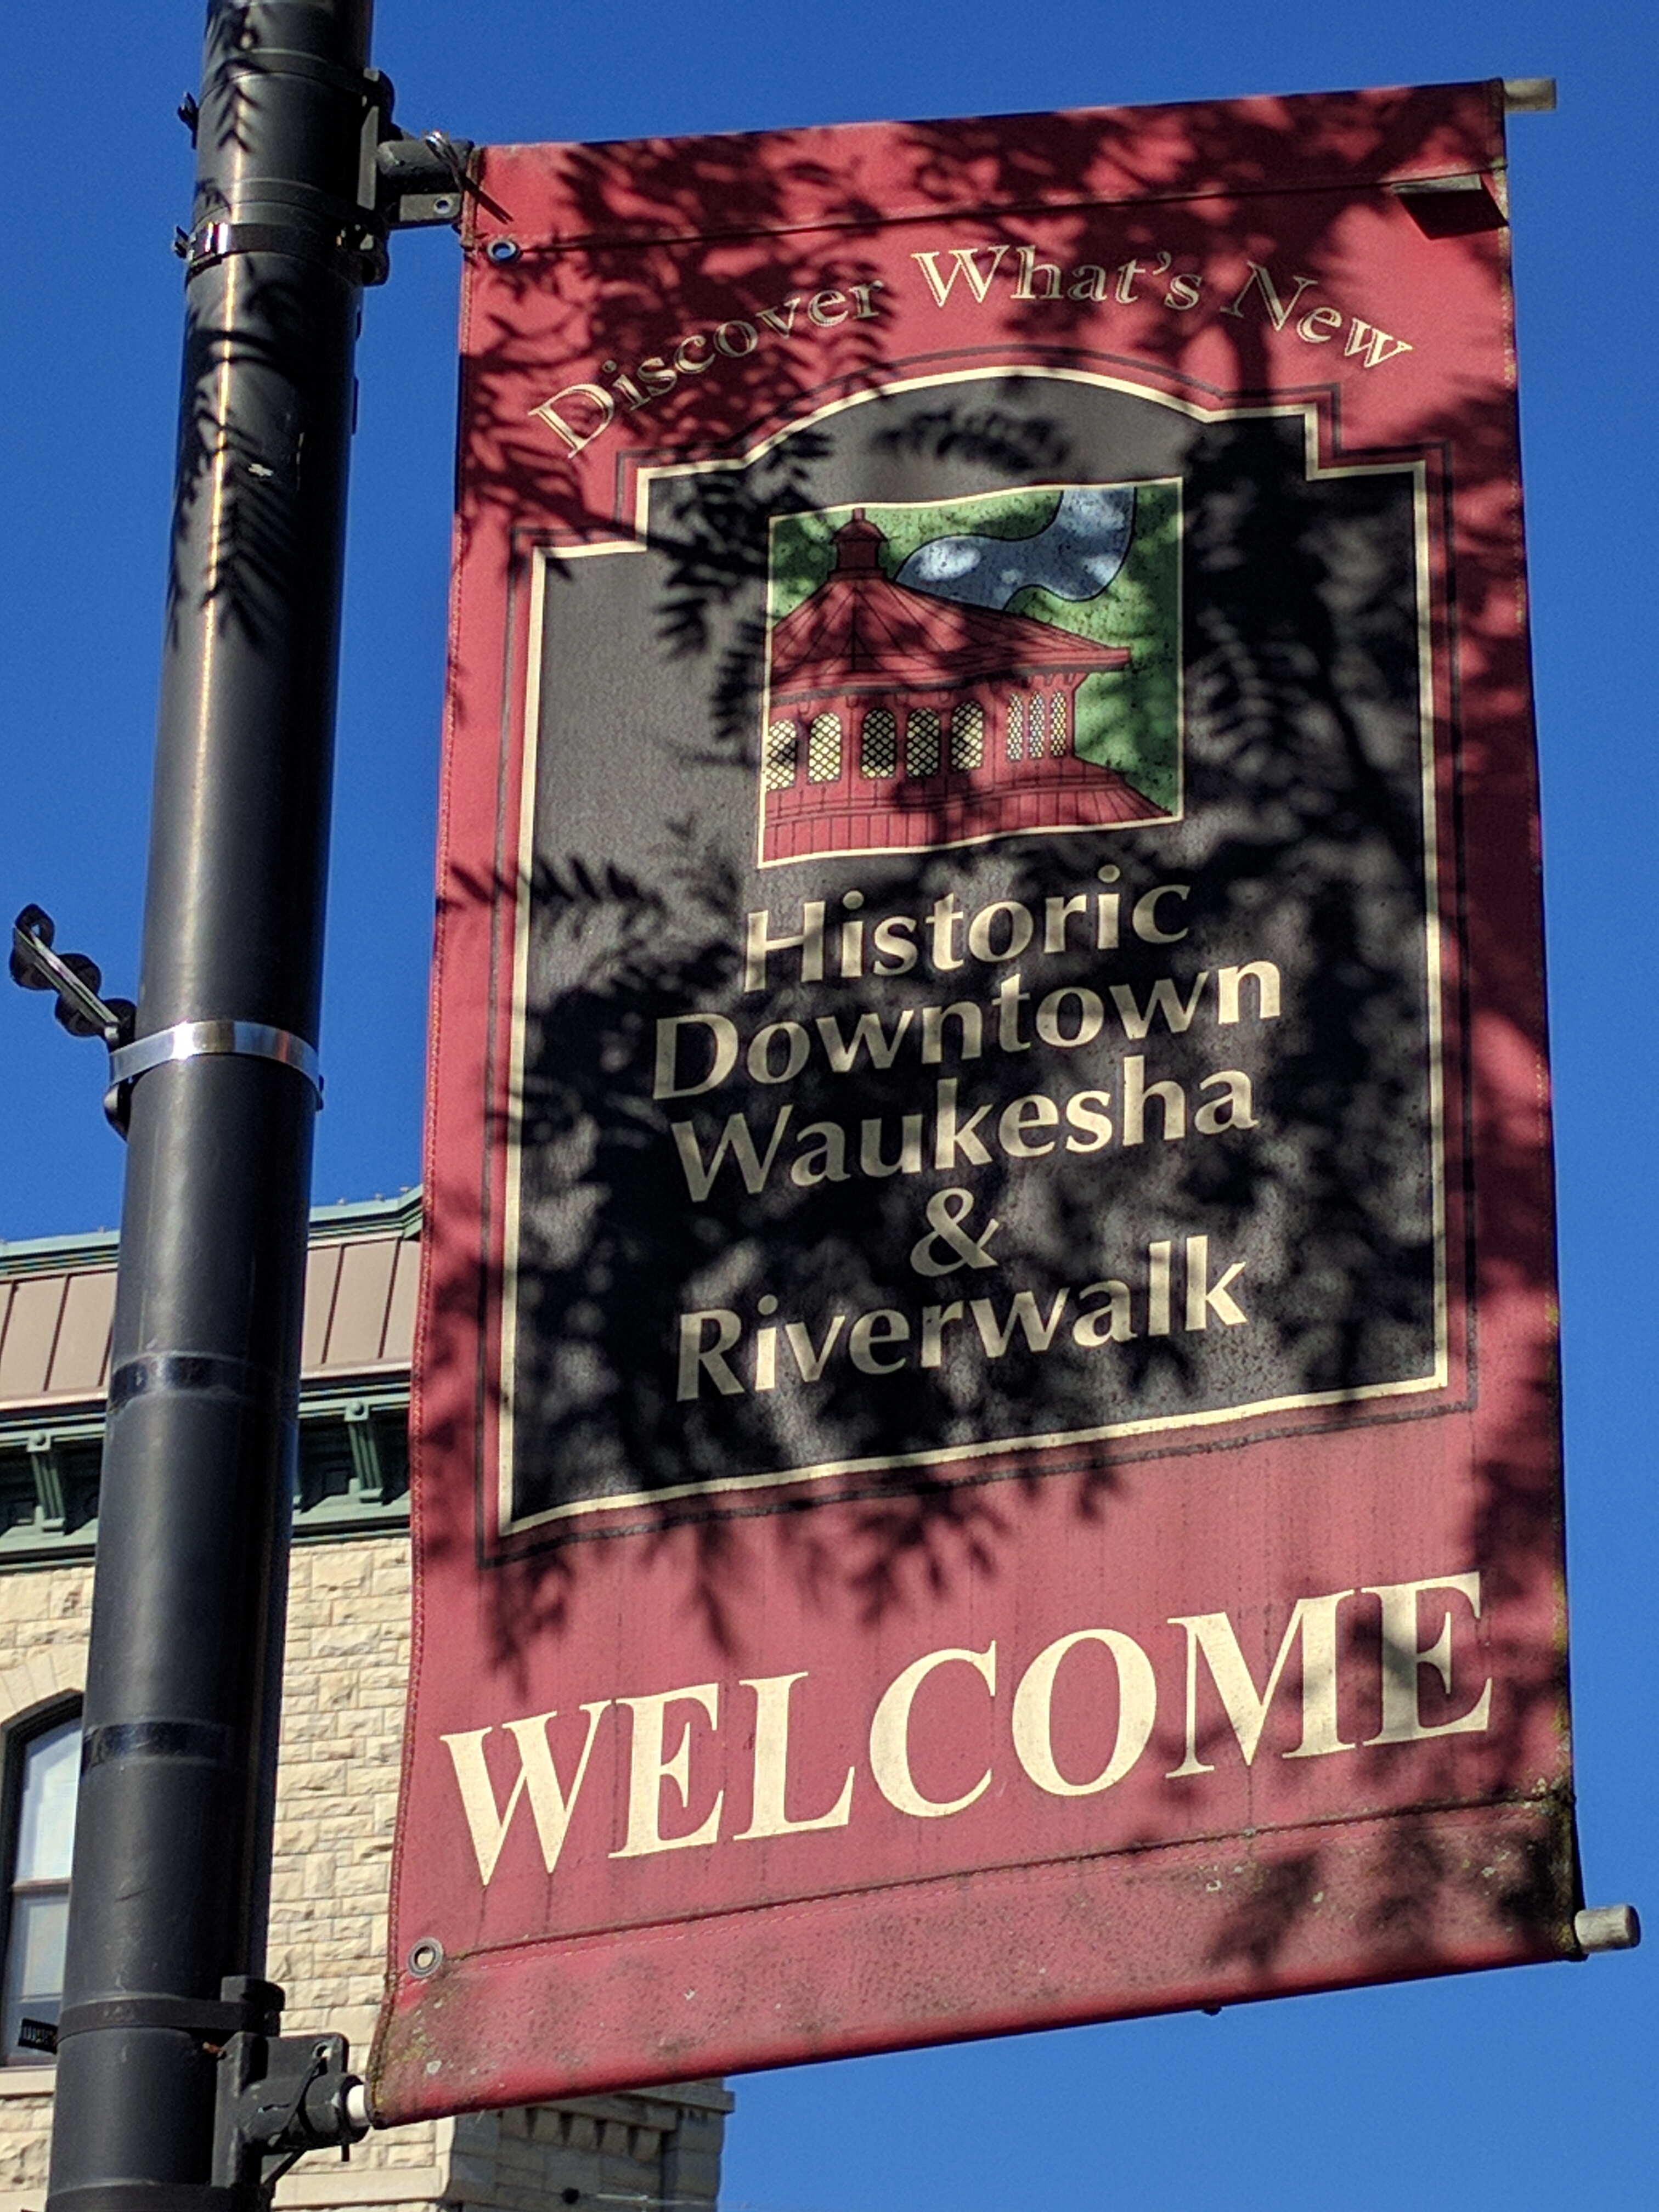 Discover What's New
Historic
Downtown
Waukesha
&
Riverwalk
WELCOME